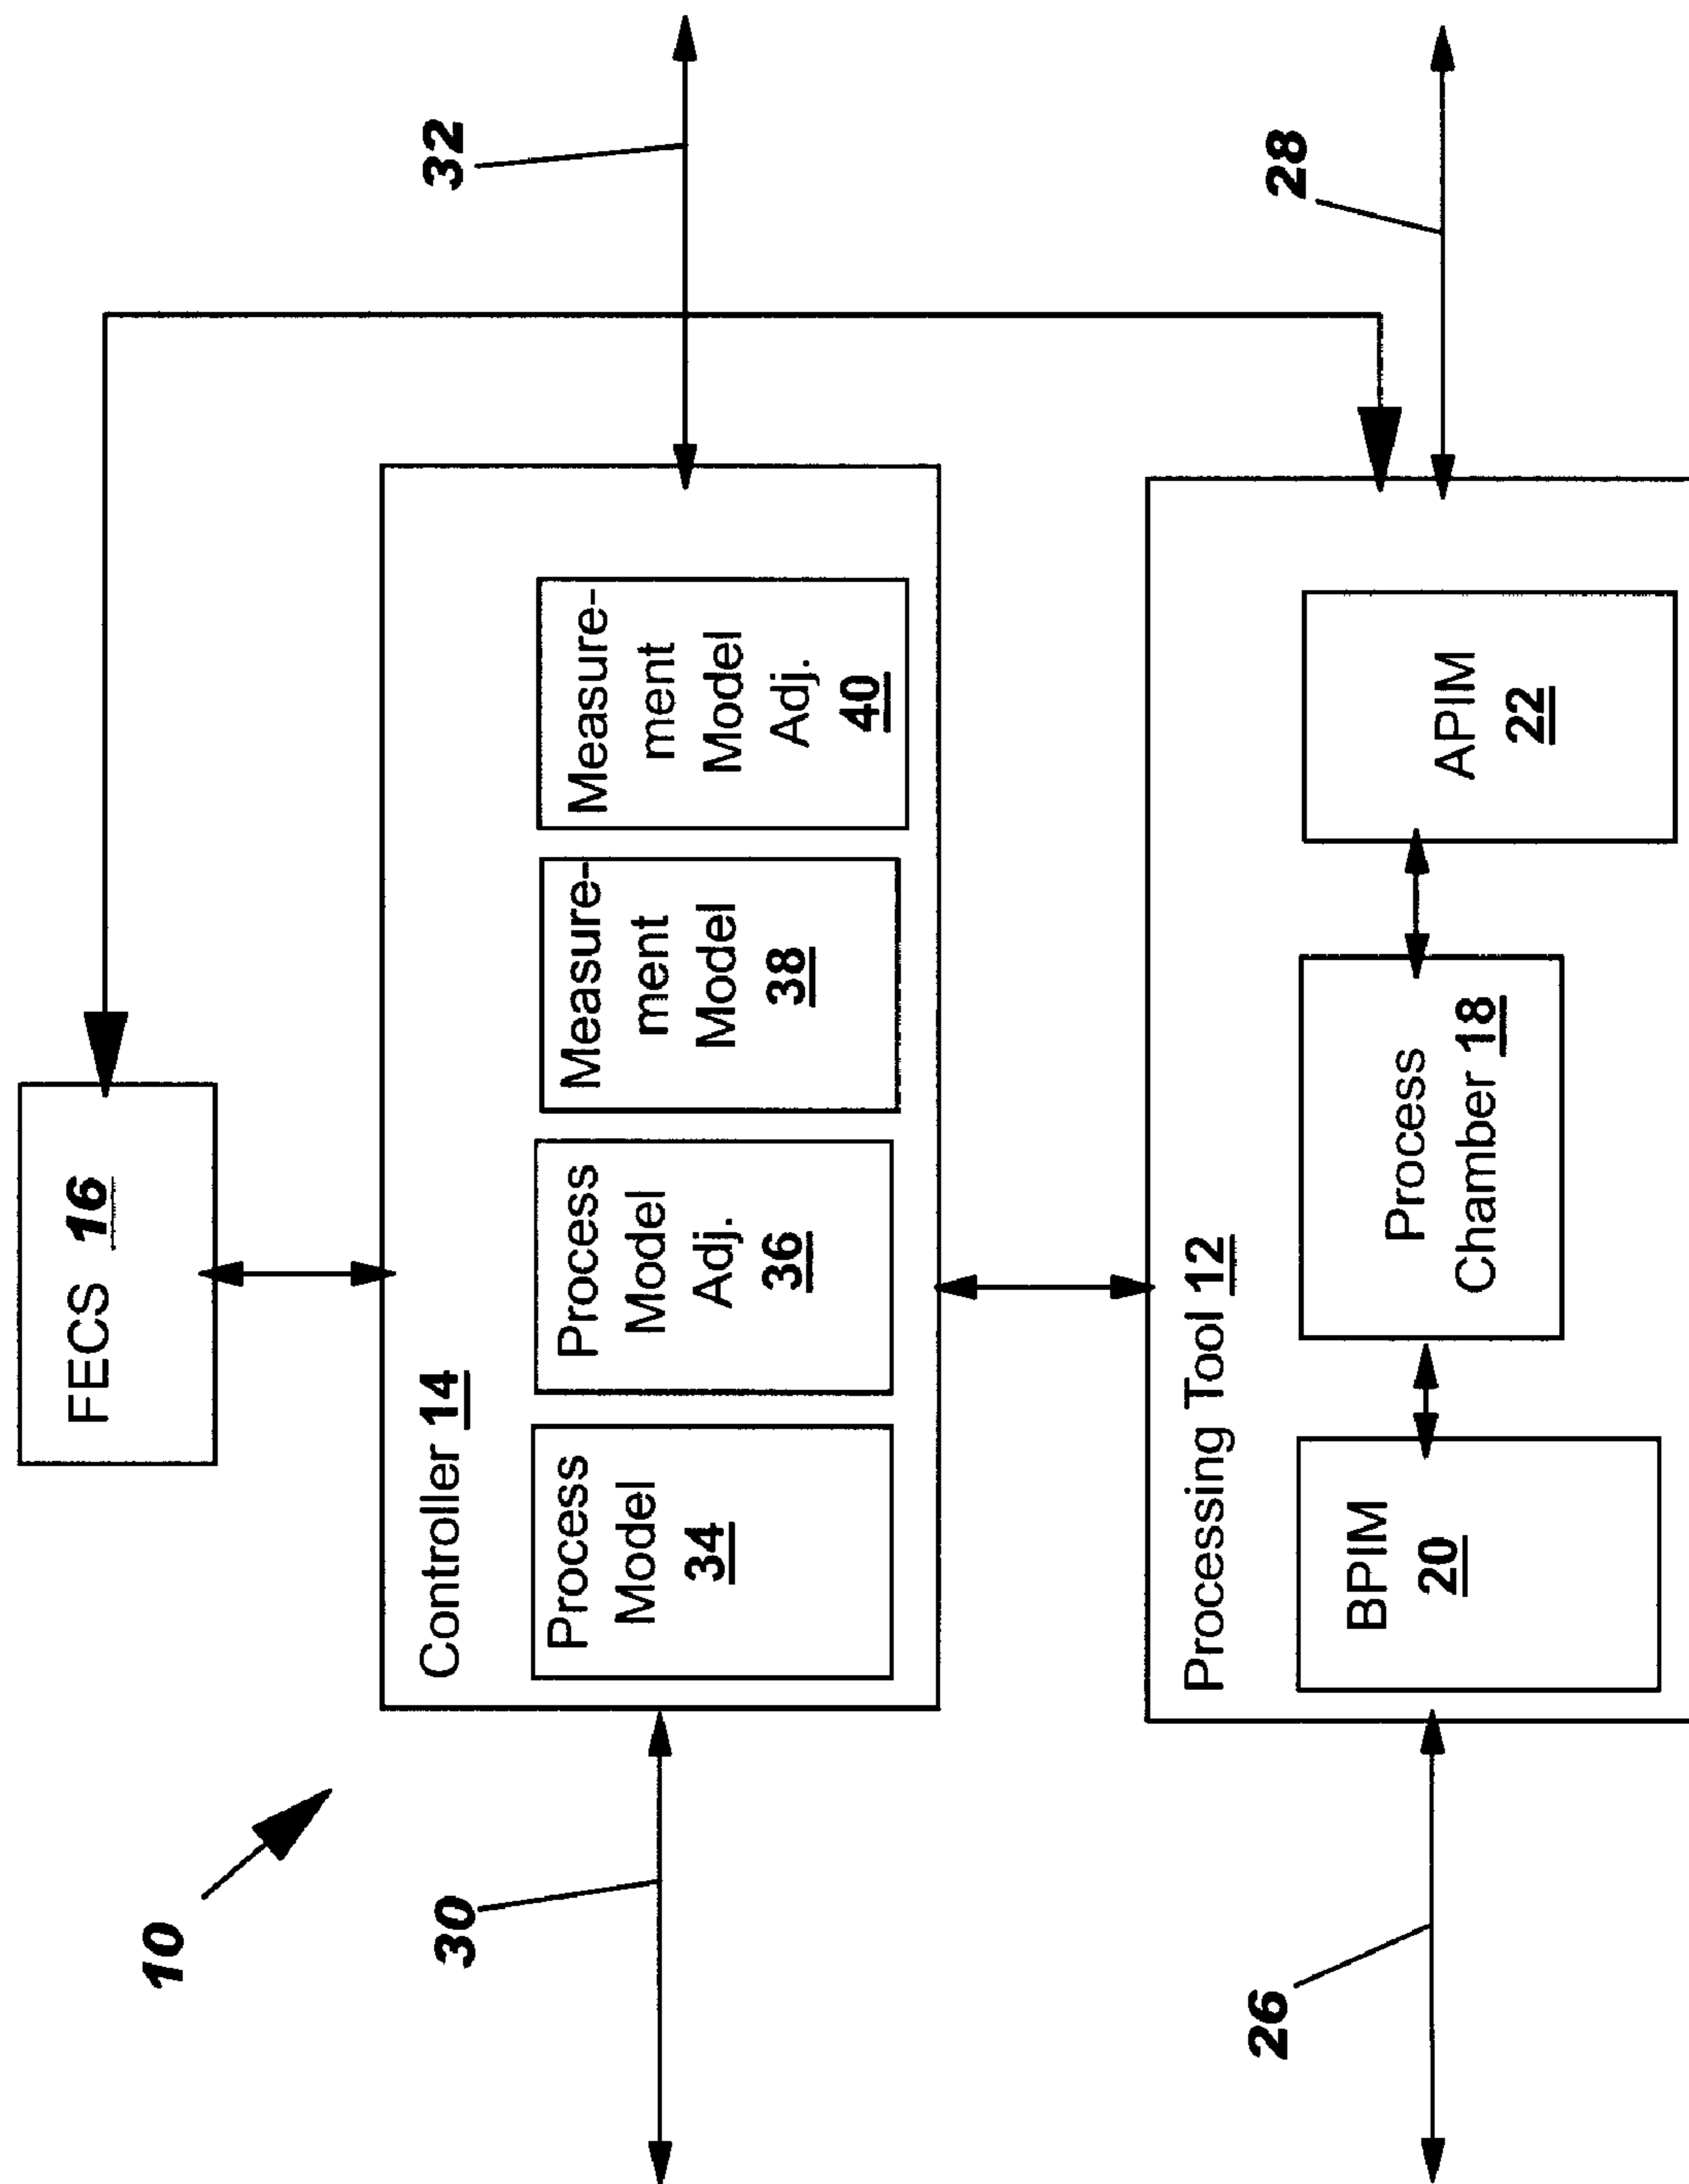 10
FECS 16
32
30
Controller 14
Process
Model
34
Process
Model
Adj.
36
Measure-
ment
Model
38
Measure-
ment
Model
Adj.
40
28
26
Processing Tool 12
BPIM
20
Process
Chamber 18
APIM
22